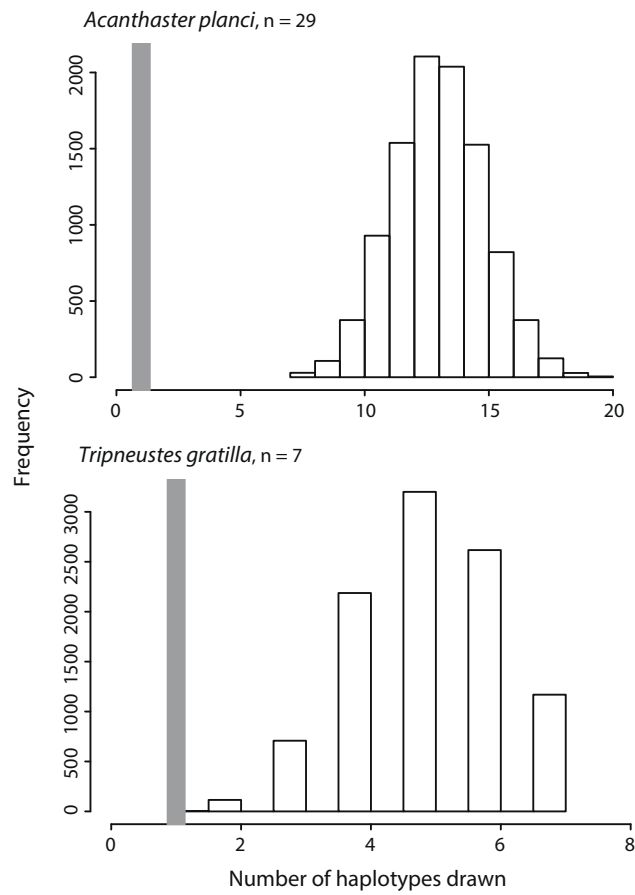 Acanthaster planci, n = 29
2000
1500
1000
500
0
0 5 10 15 20
Frequency
Tripneustes gratilla, n = 7
3000
2500
2000
1500
1000
500
0
0 2 4 6 8
Number of haplotypes drawn